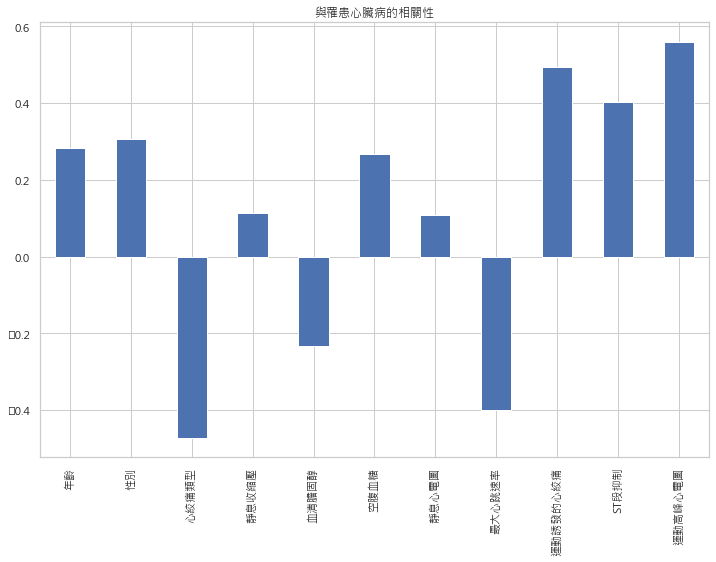 與罹患心臟病的相關性
0.6
0.4
0.2
0.0
□0.2
□0.4
年齡
性別
心絞痛類型
靜息收縮壓
血清膽固醇
空腹血糖
靜息心電圖
最大心跳速率
運動誘發的心絞痛
ST段抑制
運動高峰心電圖